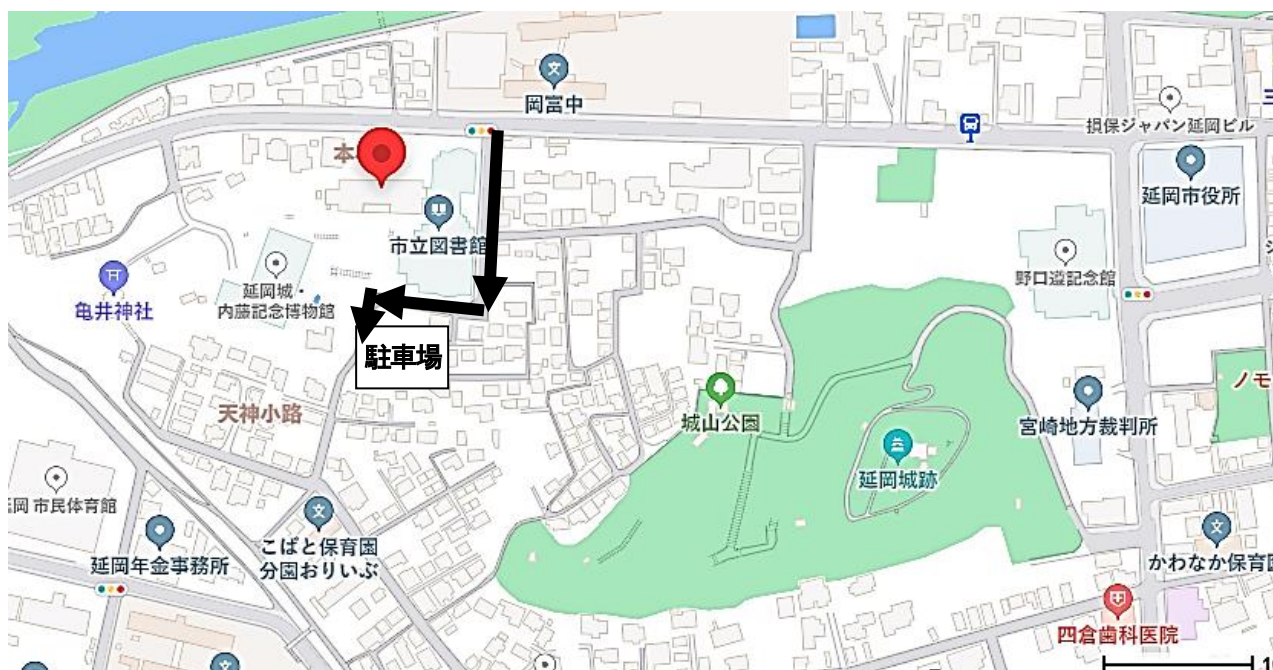 岡富中
損保ジャパン延岡ビル
延岡市役所
市立図書館
野口遵記念館
延岡城・
内藤記念博物館
亀井神社
駐車場
天神小路
城山公園
ノモ
宮崎地方裁判所
延岡城跡
岡 市民体育館
こばと保育園
分園おりいぶ
延岡年金事務所
かわなか保育園
四倉歯科医院